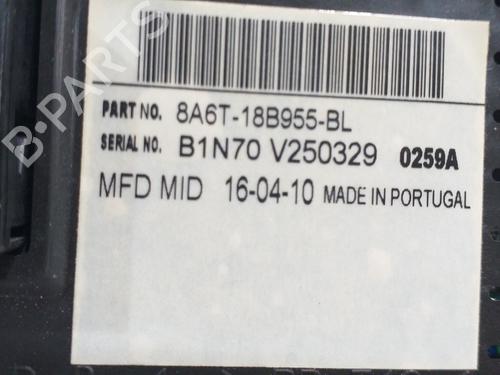 B-PARTS
PART NO. 8A6T-18B955-BL
SERIAL NO. B1N70 V250329 0259A
MFD MID 16-04-10 MADE IN PORTUGAL